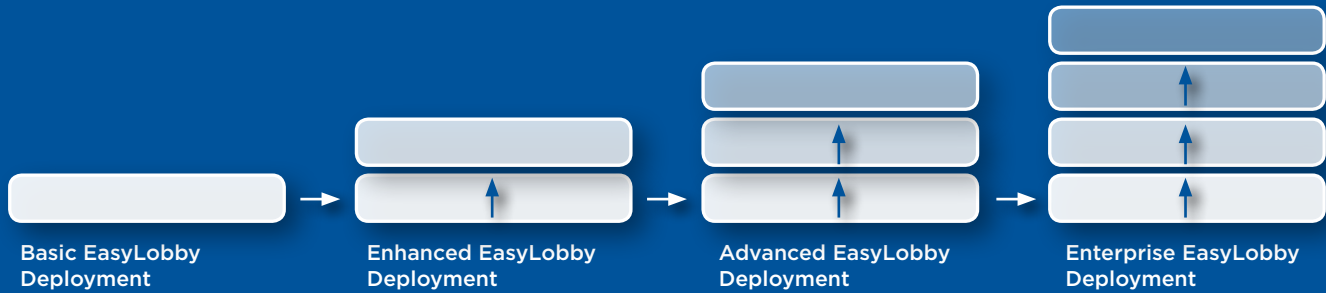 Basic EasyLobby
Deployment
Enhanced EasyLobby
Deployment
Advanced EasyLobby
Deployment
Enterprise EasyLobby
Deployment